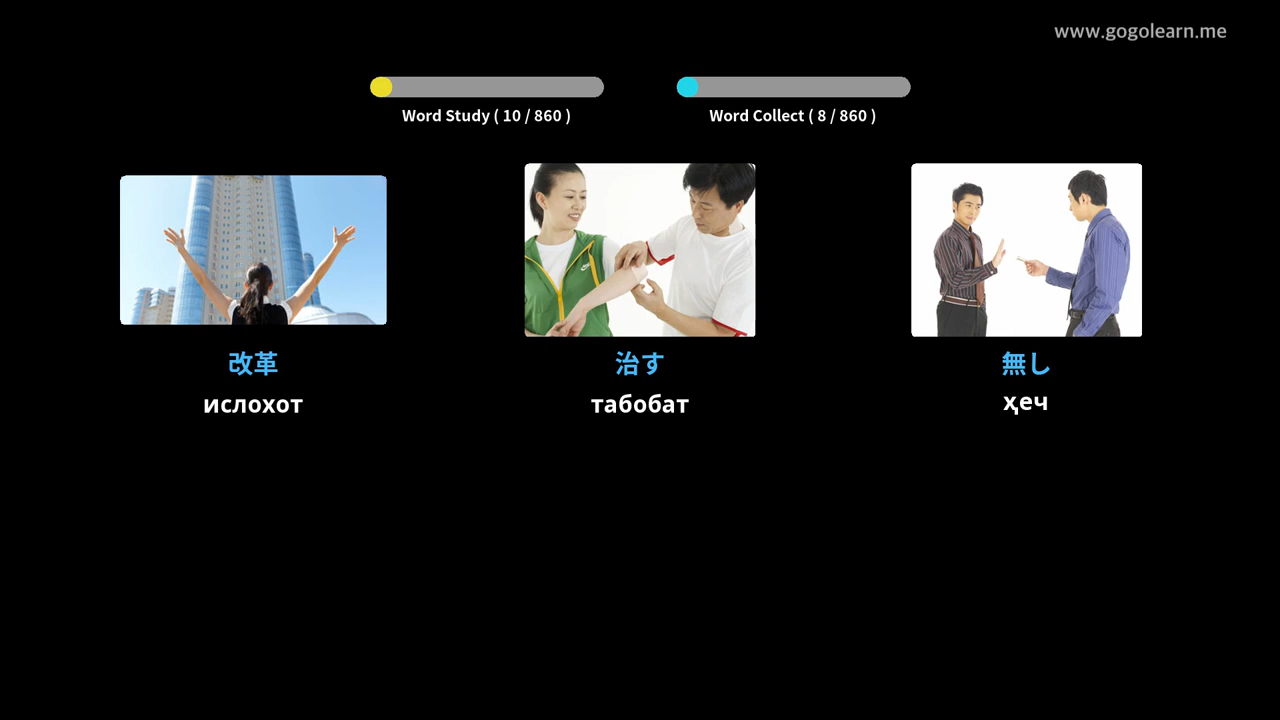 www.gogolearn.me
Word Study ( 10 / 860 )
Word Collect ( 8 / 860 )
改革
治す
無し
ислохот
табобат
ҳеч